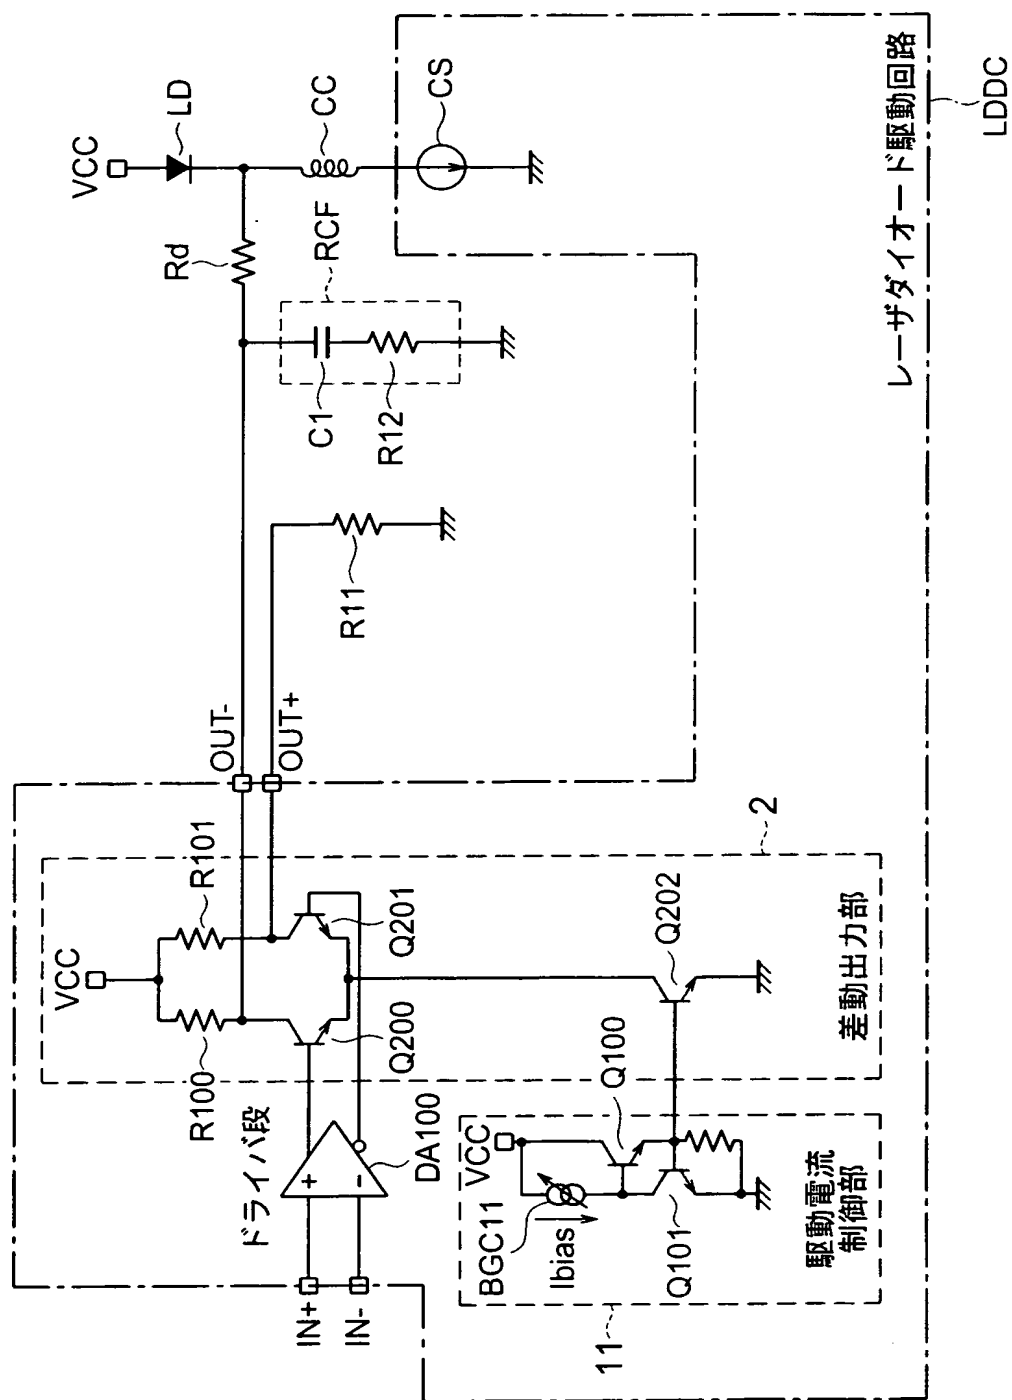 VCC
LD
CC
CS
Rd
RCF
C1
R12
R11
OUT-
OUT+
レーザダイオード駆動回路
LDDC
VCC
R101
R100
Q201
Q200
Q202
2
差動出力部
ドライバ段
DA100
+
-
IN+
IN-
VCC
Q100
BGC11
Ibias
Q101
駆動電流
制御部
11